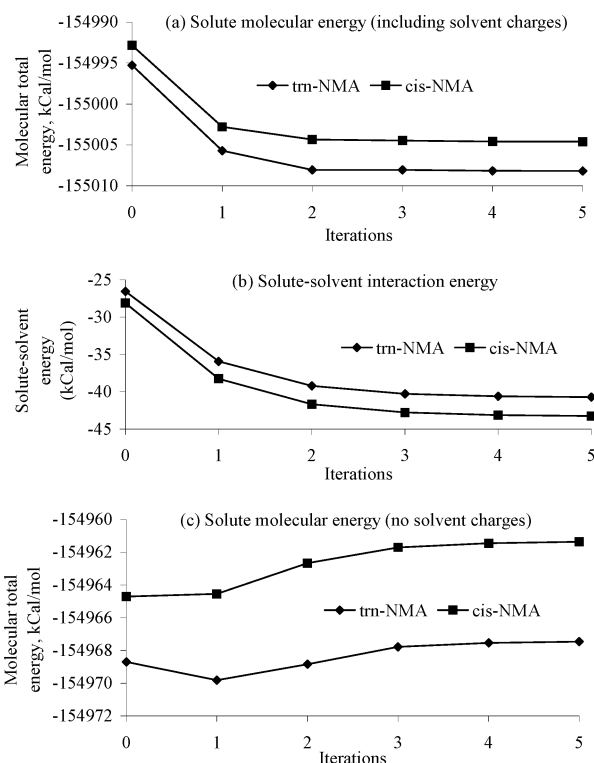 (a) Solute molecular energy (including solvent charges)
Molecular total
energy, kCal/mol
-154990
-154995
-155000
-155005
-155010
trn-NMA cis-NMA
0 1 2 3 4 5
Iterations
(b) Solute-solvent interaction energy
Solute-solvent
energy
(kCal/mol)
-25
-30
-35
-40
-45
trn-NMA cis-NMA
0 1 2 3 4 5
Iterations
(c) Solute molecular energy (no solvent charges)
Molecular total
energy, kCal/mol
-154960
-154962
-154964
-154966
-154968
-154970
-154972
trn-NMA cis-NMA
0 1 2 3 4 5
Iterations